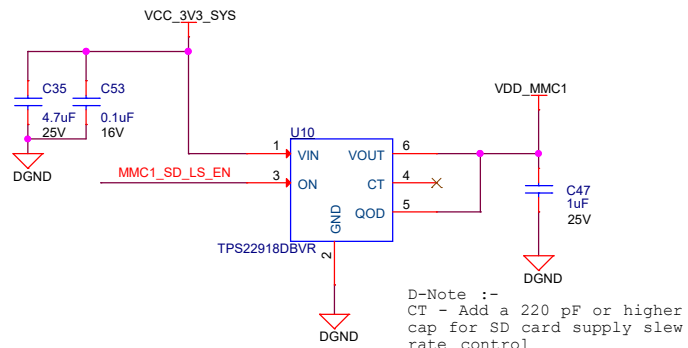 VCC_3V3_SYS
C35
4.7uF
25V
C53
0.1uF
16V
DGND
MMC1_SD_LS_EN
U10
1
VIN
VOUT
6
3
ON
CT
4
QOD
5
GND
2
TPS22918DBVR
DGND
VDD_MMC1
C47
1uF
25V
DGND
D-Note :-
CT - Add a 220 pF or higher
cap for SD card supply slew
rate control